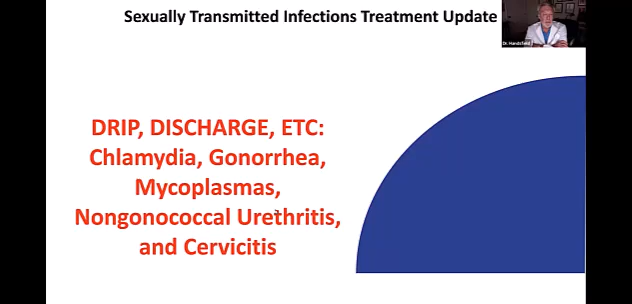 Sexually Transmitted Infections Treatment Update
DRIP, DISCHARGE, ETC:
Chlamydia, Gonorrhea,
Mycoplasmas,
Nongonococcal Urethritis,
and Cervicitis